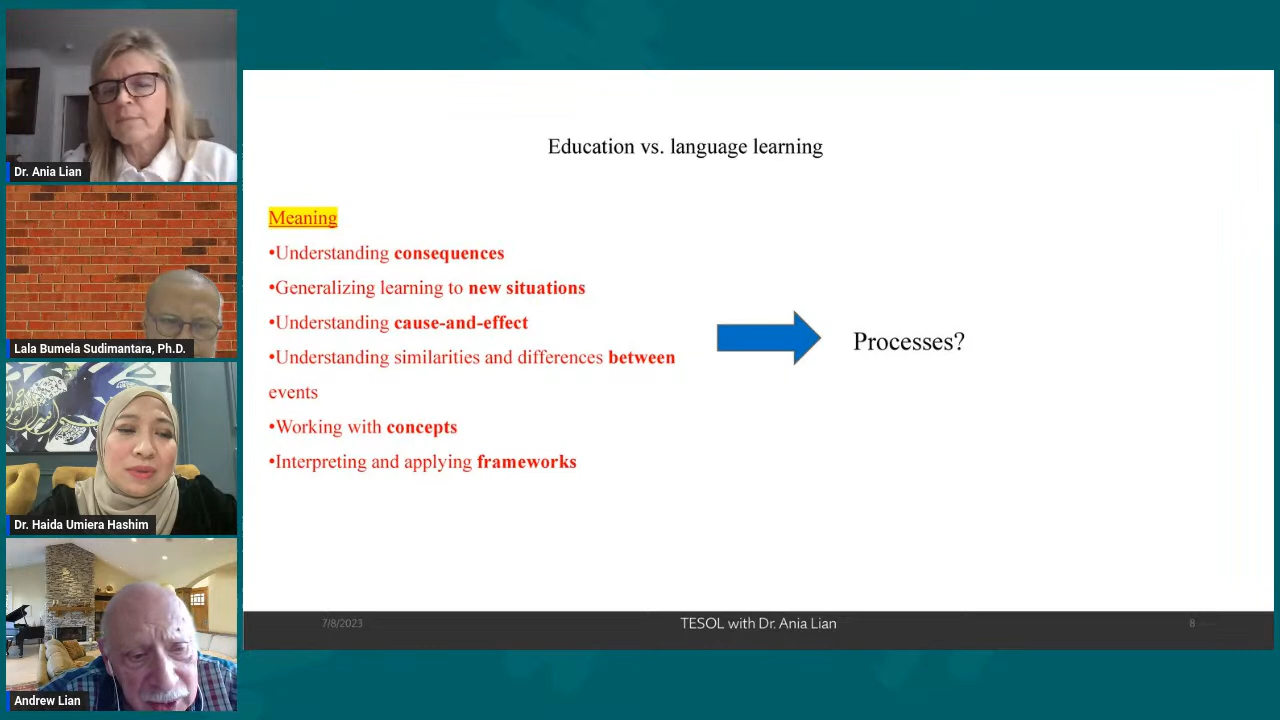 Dr. Ania Lian
Lala Bumela Sudimantara, Ph.D.
Dr. Haida Umiera Hashim
Andrew Lian
Education vs. language learning
Meaning
•Understanding consequences
•Generalizing learning to new situations
•Understanding cause-and-effect
•Understanding similarities and differences between
events
•Working with concepts
•Interpreting and applying frameworks
Processes?
7/8/2023
TESOL with Dr. Ania Lian
8